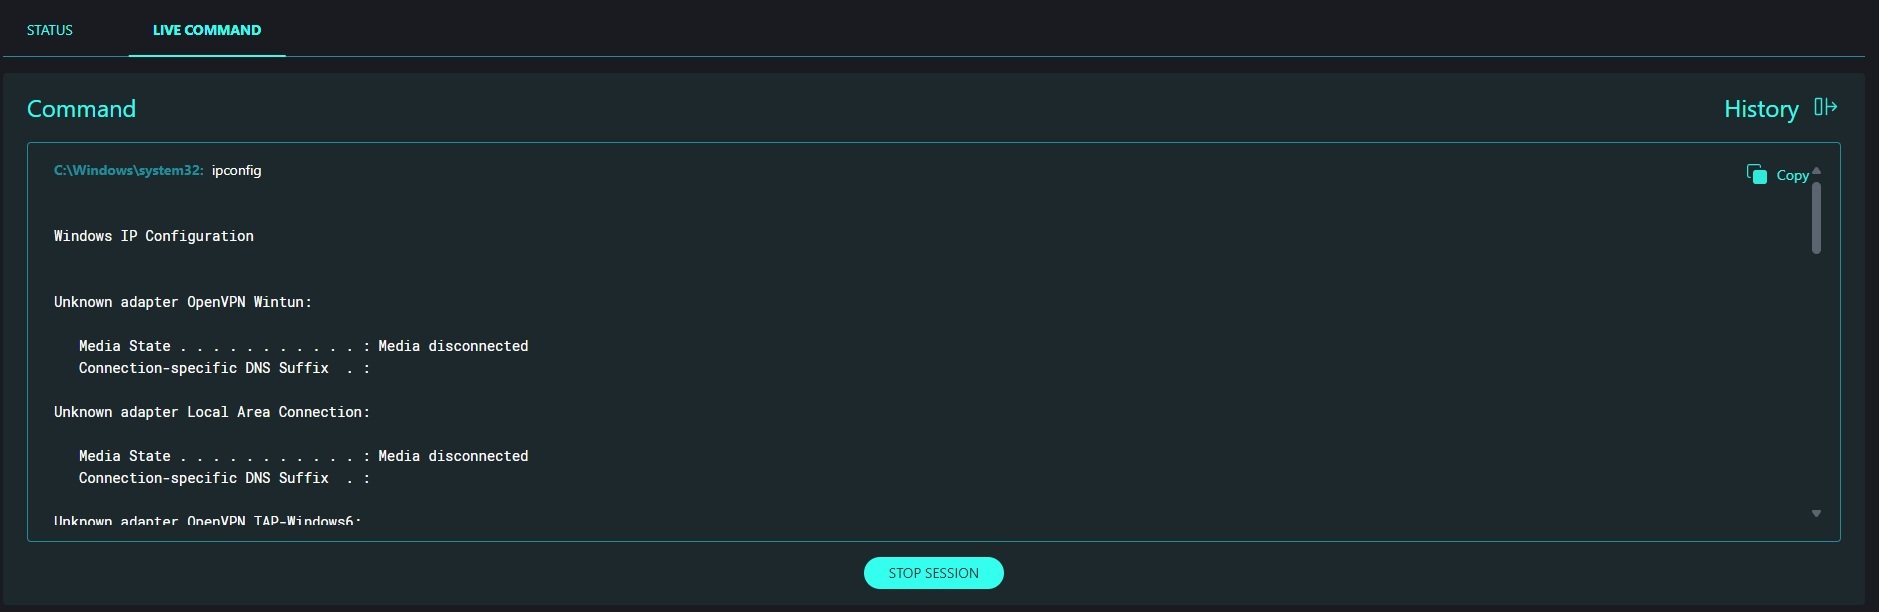 STATUS LIVE COMMAND
Command History
C:\Windows\system32: ipconfig
Copy
Windows IP Configuration
Unknown adapter OpenVPN Wintun:
Media State . . . . . . . . . . . : Media disconnected
Connection-specific DNS Suffix  . :
Unknown adapter Local Area Connection:
Media State . . . . . . . . . . . : Media disconnected
Connection-specific DNS Suffix  . :
Unknown adapter OpenVPN TAP-Windows6:
STOP SESSION